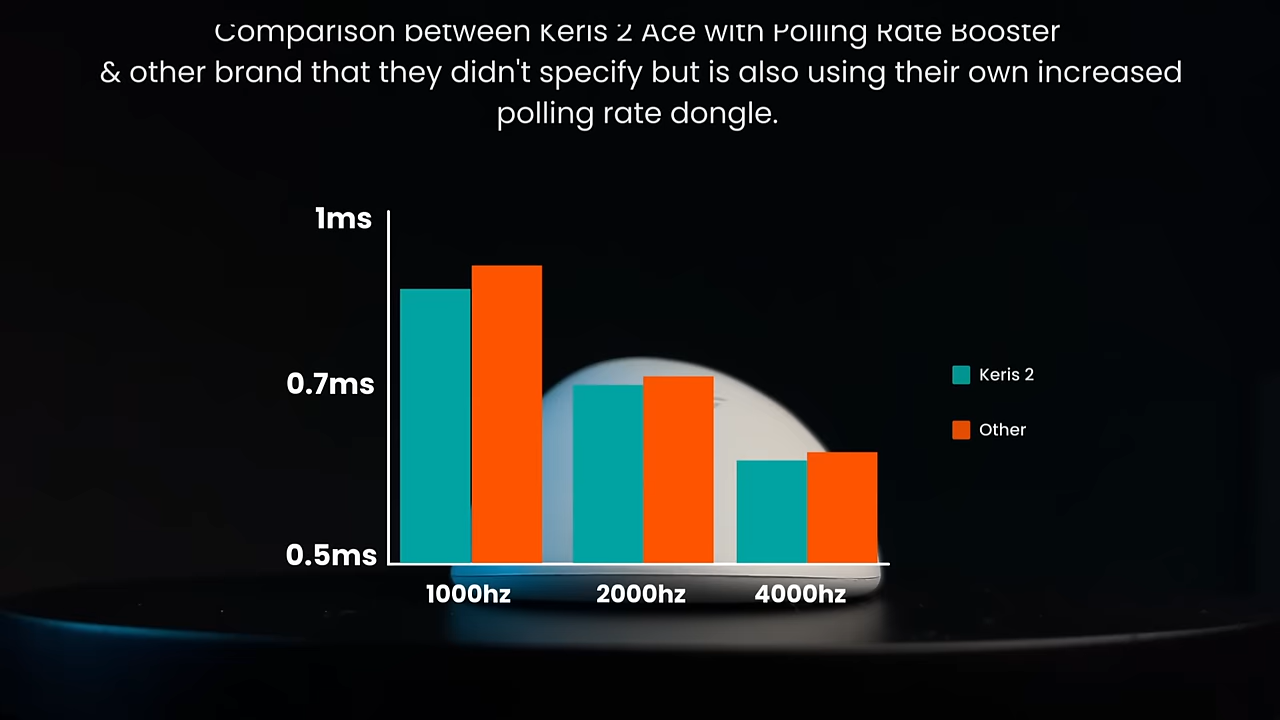 Comparison between Keris 2 Ace with Polling Rate Booster
& other brand that they didn't specify but is also using their own increased
polling rate dongle.
1ms
0.7ms
0.5ms
1000hz
2000hz
4000hz
Keris 2
Other